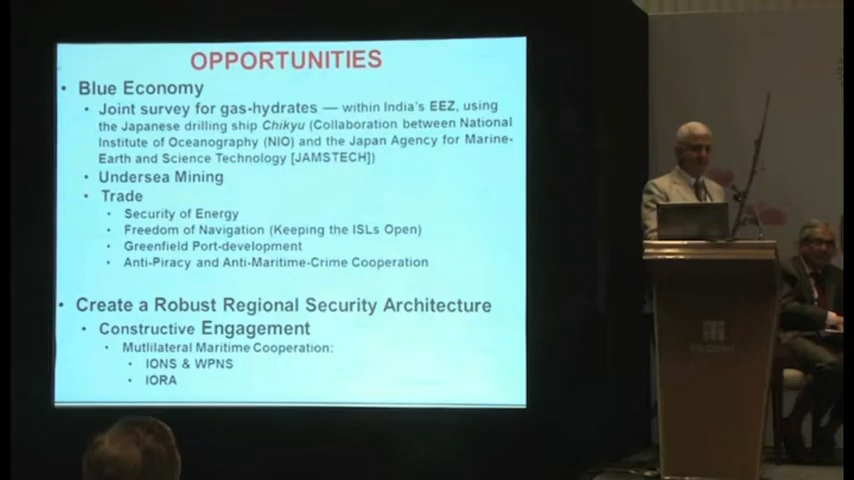 OPPORTUNITIES
• Blue Economy
• Joint survey for gas-hydrates — within India's EEZ, using
the Japanese drilling ship Chikyu (Collaboration between National
Institute of Oceanography (NIO) and the Japan Agency for Marine-
Earth and Science Technology [JAMSTECH])
• Undersea Mining
• Trade
• Security of Energy
• Freedom of Navigation (Keeping the ISLs Open)
• Greenfield Port-development
• Anti-Piracy and Anti-Maritime-Crime Cooperation
• Create a Robust Regional Security Architecture
• Constructive Engagement
• Mutlilateral Maritime Cooperation:
• IONS & WPNS
• IORA
TRIDENT